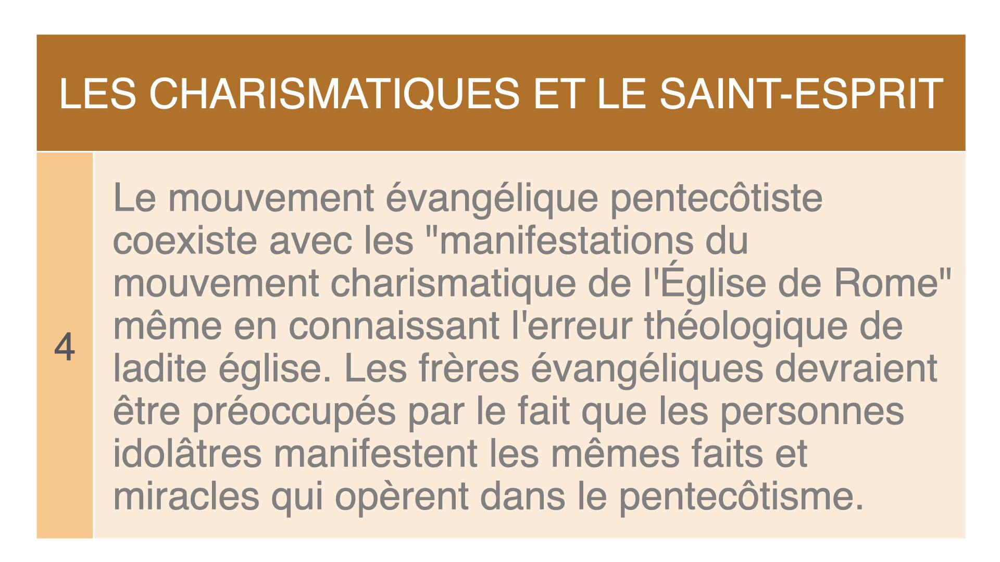 LES CHARISMATIQUES ET LE SAINT-ESPRIT
4
Le mouvement évangélique pentecôtiste
coexiste avec les "manifestations du
mouvement charismatique de l'Église de Rome"
même en connaissant l'erreur théologique de
ladite église. Les frères évangéliques devraient
être préoccupés par le fait que les personnes
idolâtres manifestent les mêmes faits et
miracles qui opèrent dans le pentecôtisme.